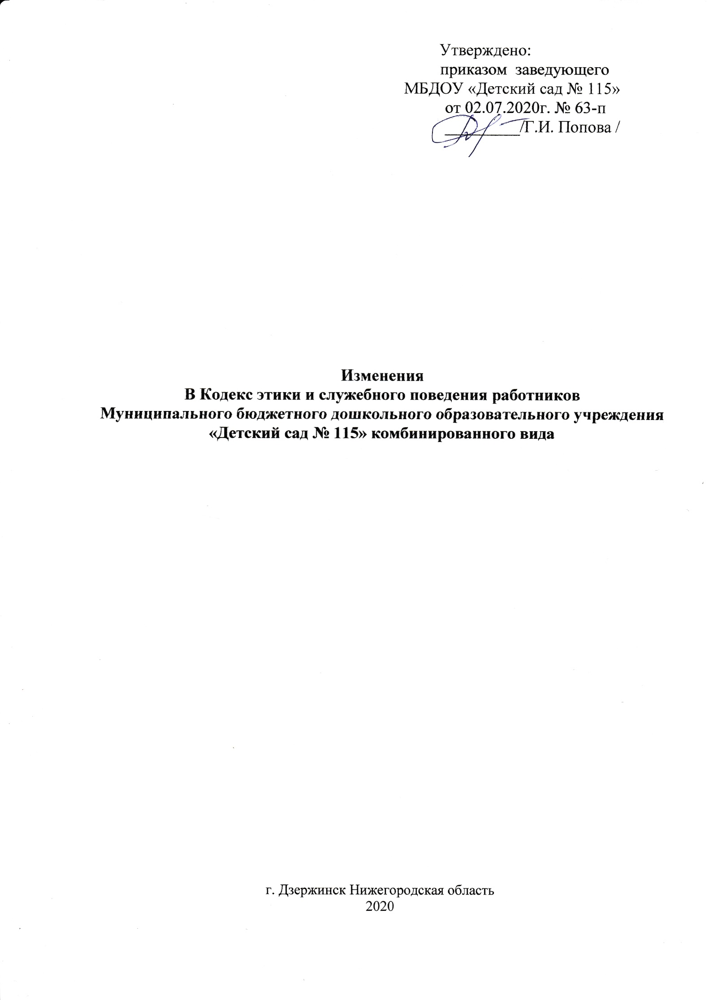 Утверждено:
приказом заведующего
МБДОУ «Детский сад № 115»
от 02.07.2020г. № 63-п
_________/Г.И. Попова /
Изменения
В Кодекс этики и служебного поведения работников
Муниципального бюджетного дошкольного образовательного учреждения
«Детский сад № 115» комбинированного вида
г. Дзержинск Нижегородская область
2020